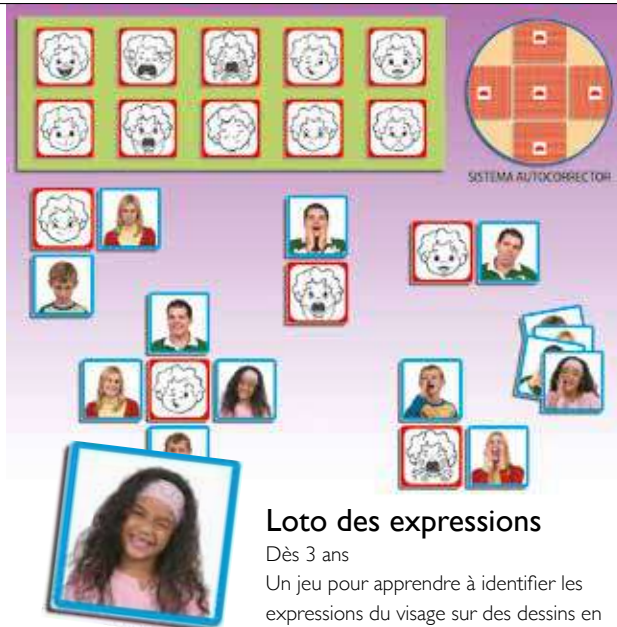 SISTEMA AUTOCORRECTOR
Loto des expressions
Dès 3 ans
Un jeu pour apprendre à identifier les
expressions du visage sur des dessins en